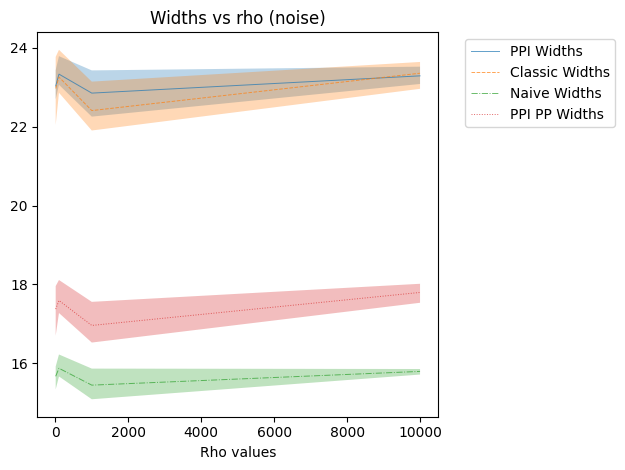 Widths vs rho (noise)
24
22
20
18
16
0
2000
4000
6000
8000
10000
Rho values
PPI Widths
Classic Widths
Naive Widths
PPI PP Widths